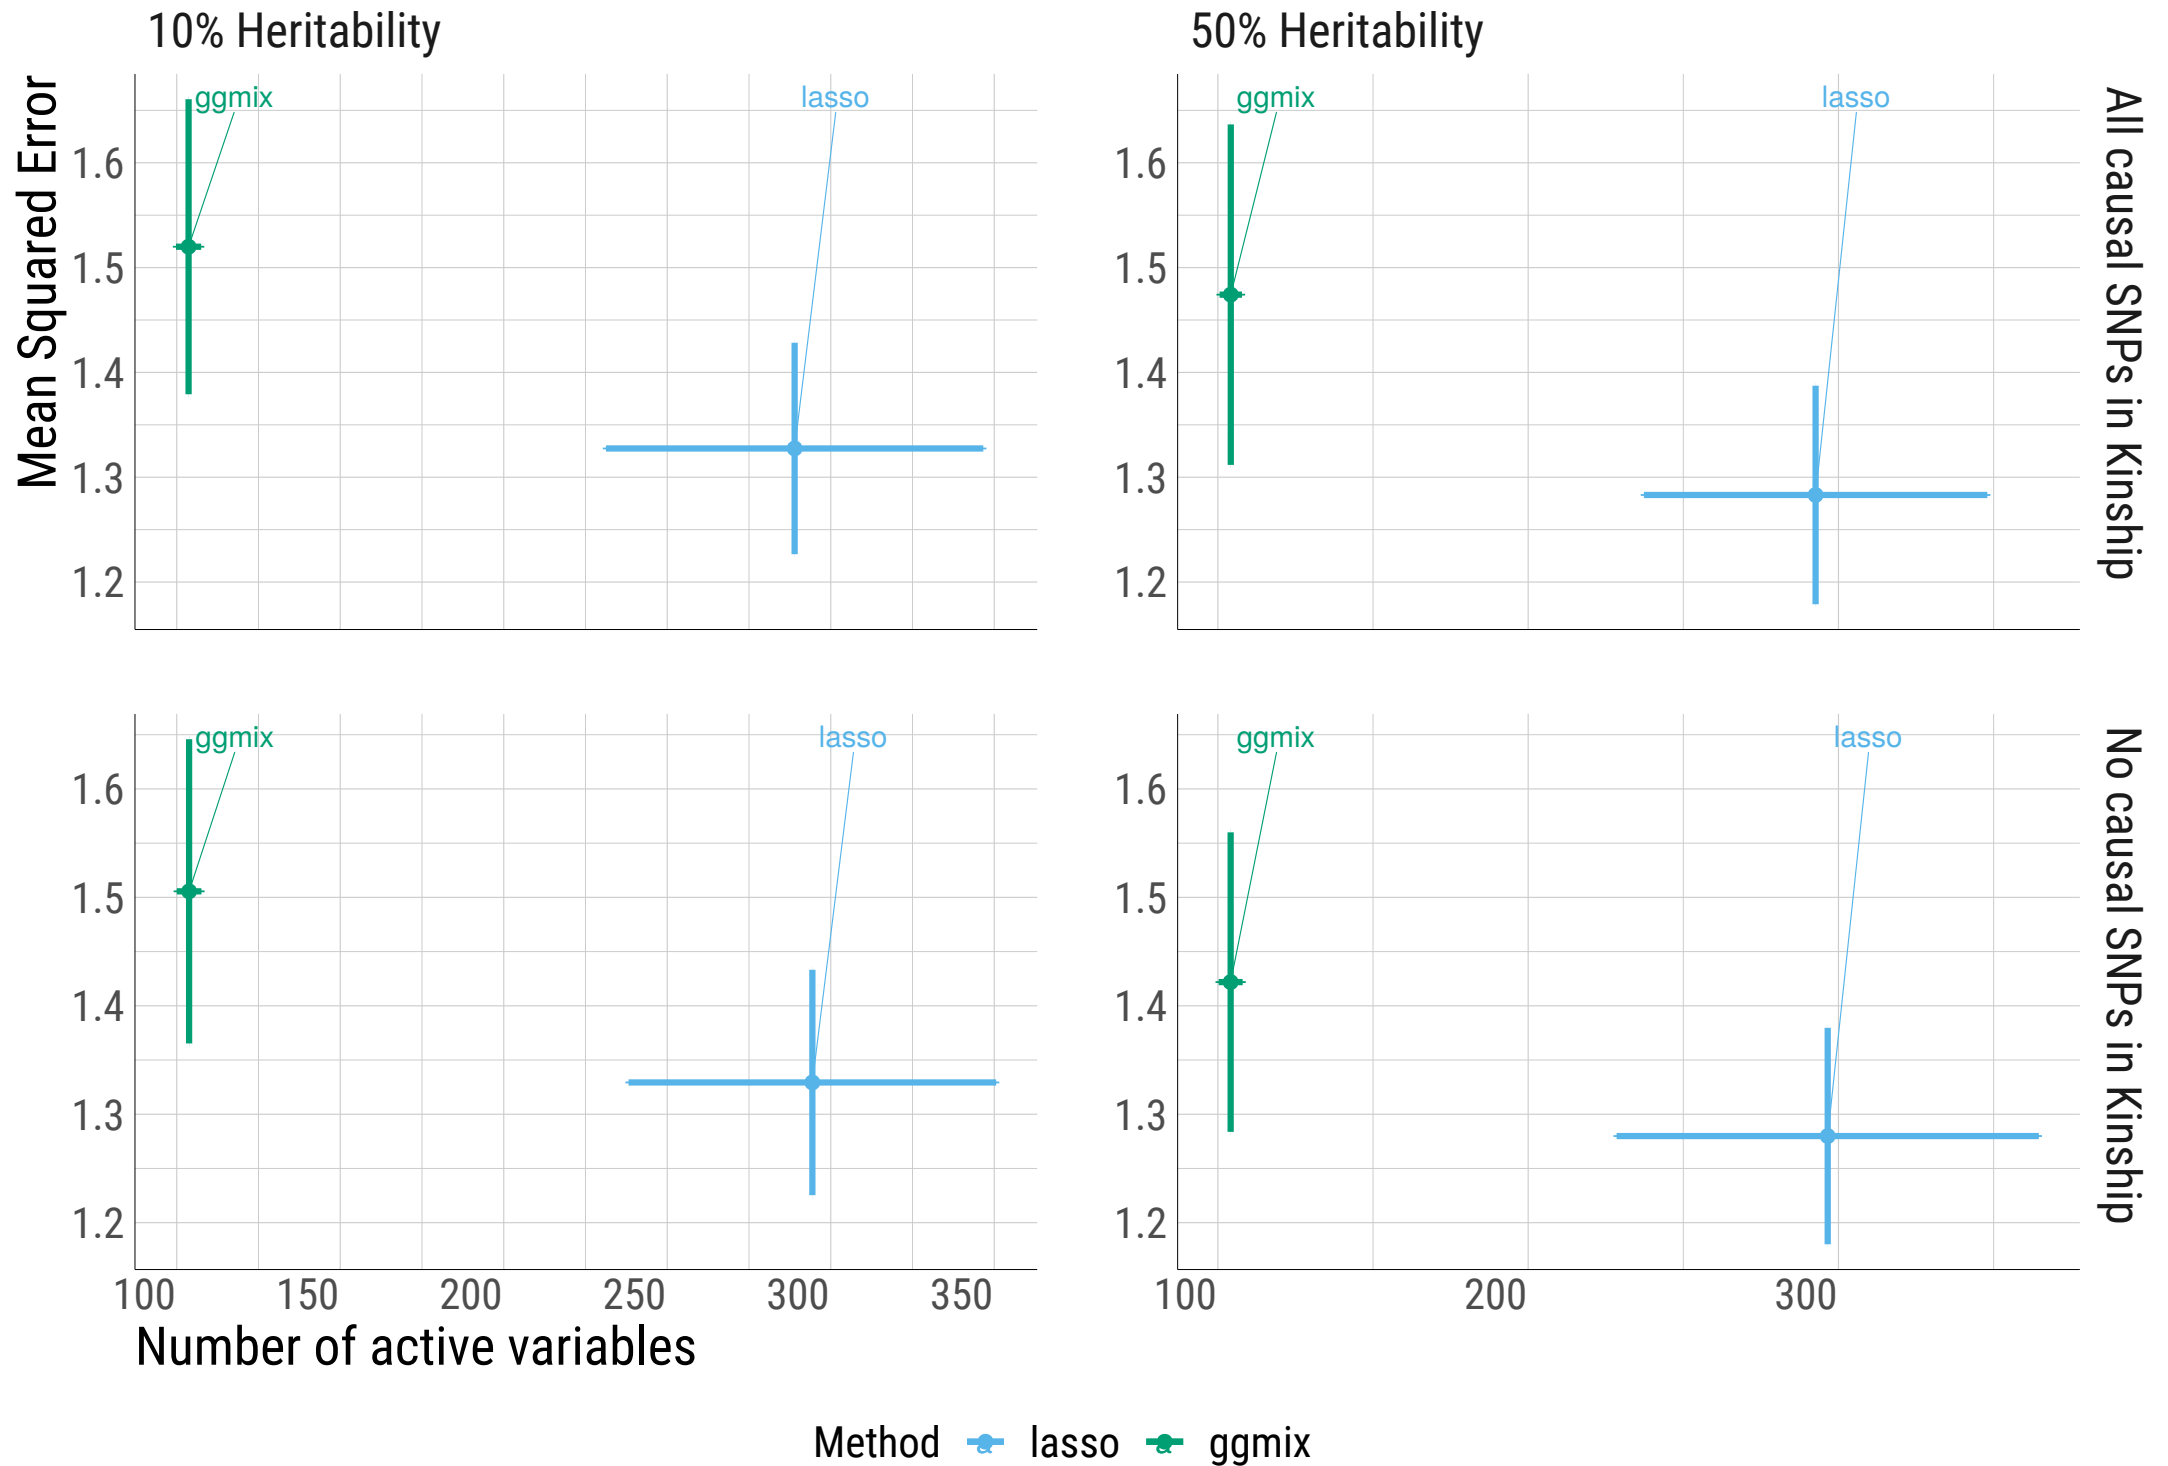 10% Heritability
50% Heritability
Mean Squared Error
1.6
1.5
1.4
1.3
1.2
ggmix
lasso
1.6
1.5
1.4
1.3
1.2
ggmix
lasso
All causal SNPs in Kinship
1.6
1.5
1.4
1.3
1.2
ggmix
lasso
1.6
1.5
1.4
1.3
1.2
ggmix
lasso
No causal SNPs in Kinship
100 150 200 250 300 350
100 200 300
Number of active variables
Method lasso ggmix